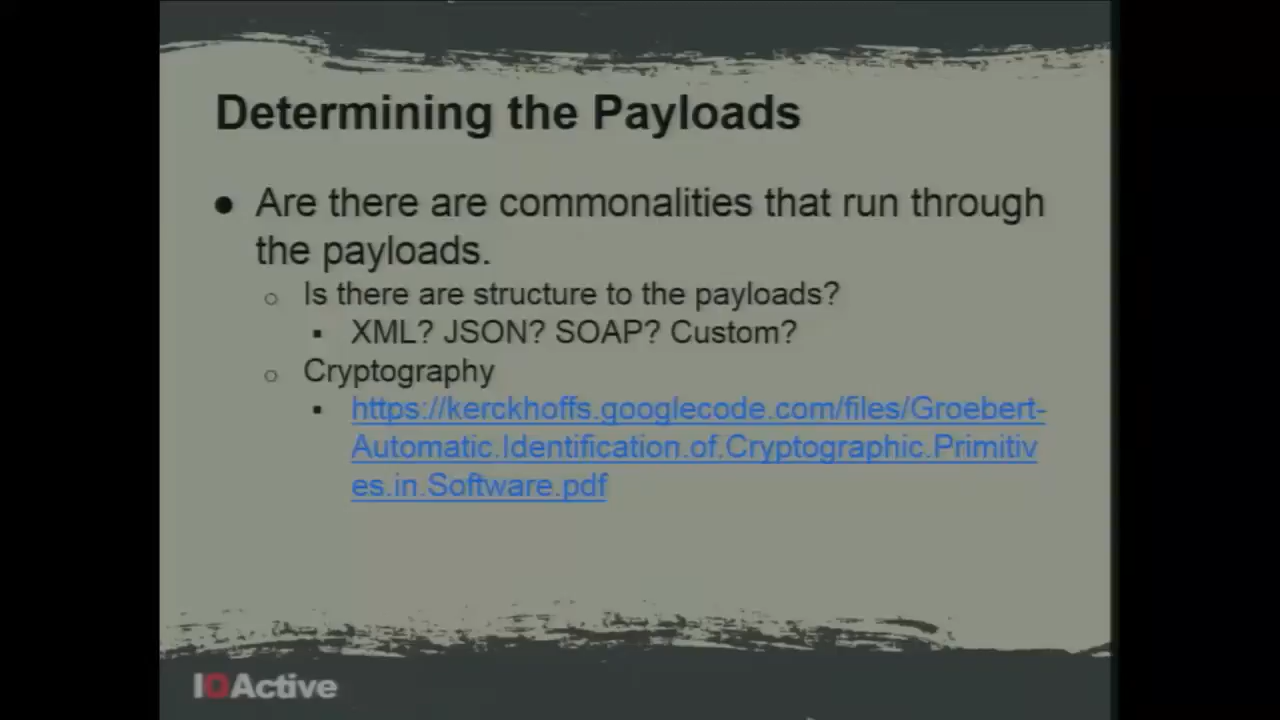 Determining the Payloads
● Are there are commonalities that run through
the payloads.
○ Is there are structure to the payloads?
▪ XML? JSON? SOAP? Custom?
○ Cryptography
▪ https://kerckhoffs.googlecode.com/files/Groebert-
Automatic.Identification.of.Cryptographic.Primitiv
es.in.Software.pdf
IOActive